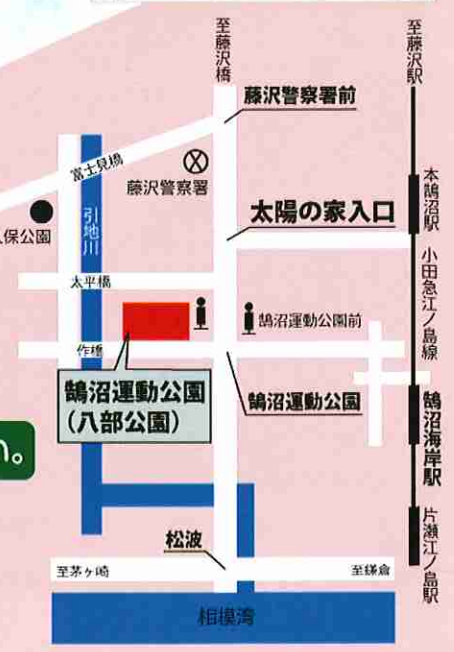 至藤沢橋
至藤沢駅
藤沢警察署前
富士見橋
藤沢警察署
本鵠沼駅
太陽の家入口
久保公園
引地川
小田急江ノ島線
太平橋
鵠沼運動公園前
作橋
鵠沼運動公園
(八部公園)
鵠沼運動公園
鵠沼海岸駅
い。
片瀬江ノ島駅
松波
至茅ヶ崎
至鎌倉
相模湾